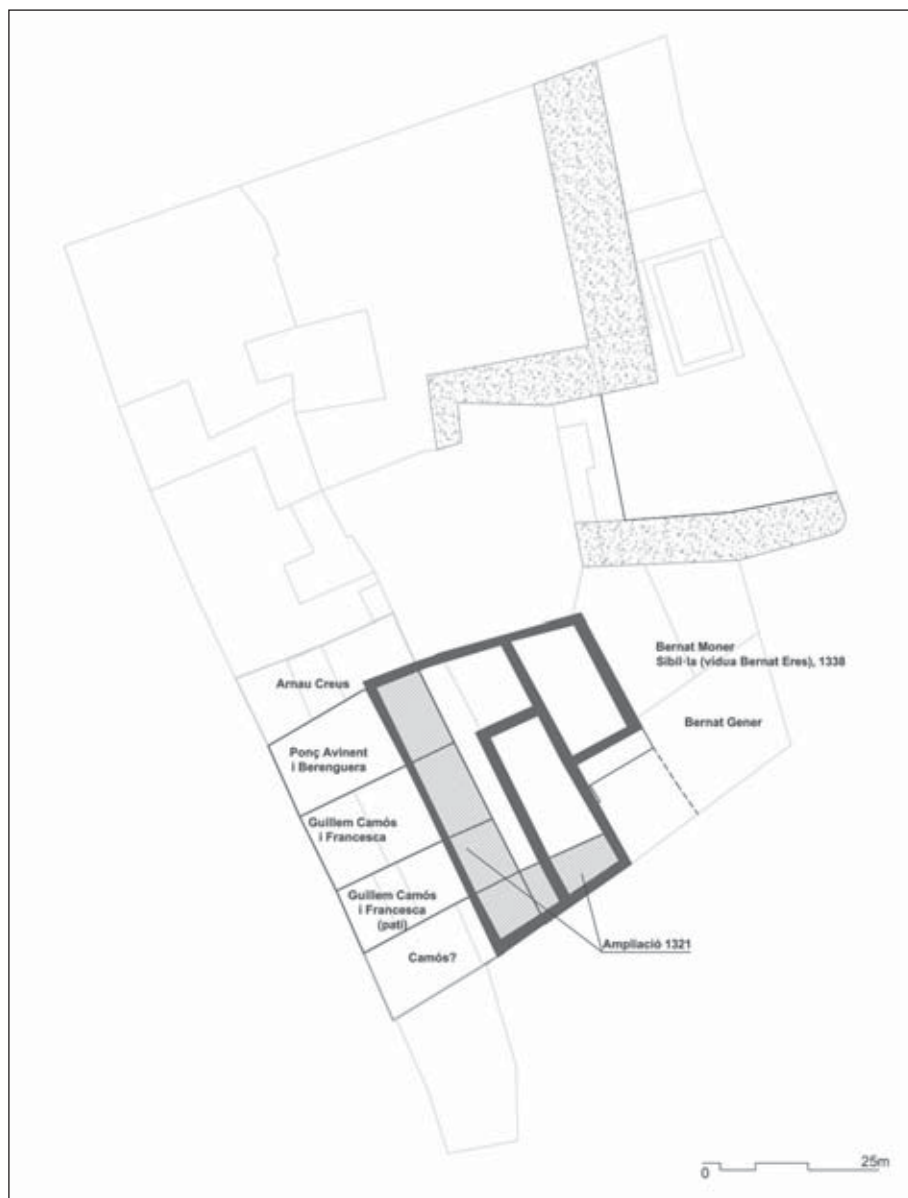 Bernat Moner
Sibil·la (vídua Bernat Eres), 1338
Arnau Creus
Bernat Gener
Ponç Avinent
i Berenguera
Guillem Camós
i Francesca
Guillem Camós
i Francesca
(pati)
Ampliació 1321
Camós?
0
25m